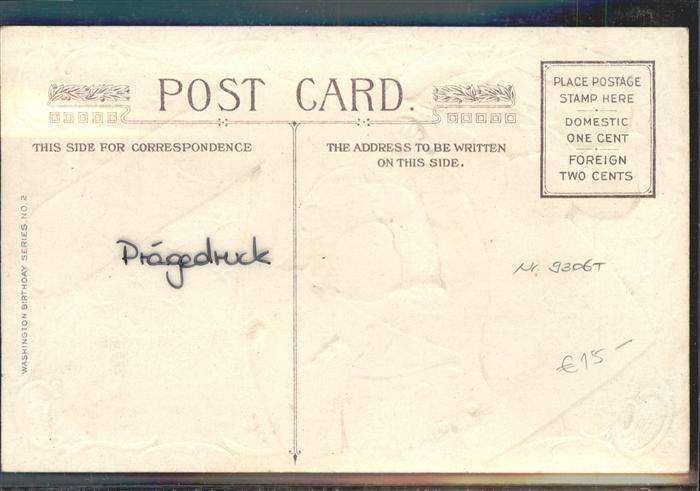 POST CARD.
PLACE POSTAGE
STAMP HERE
DOMESTIC
ONE CENT
FOREIGN
TWO CENTS
THIS SIDE FOR CORRESPONDENCE
THE ADDRESS TO BE WRITTEN
ON THIS SIDE.
WASHINGTON BIRTHDAY SERIES NO. 2
Prägedruck
Nr. 9306T
€15-